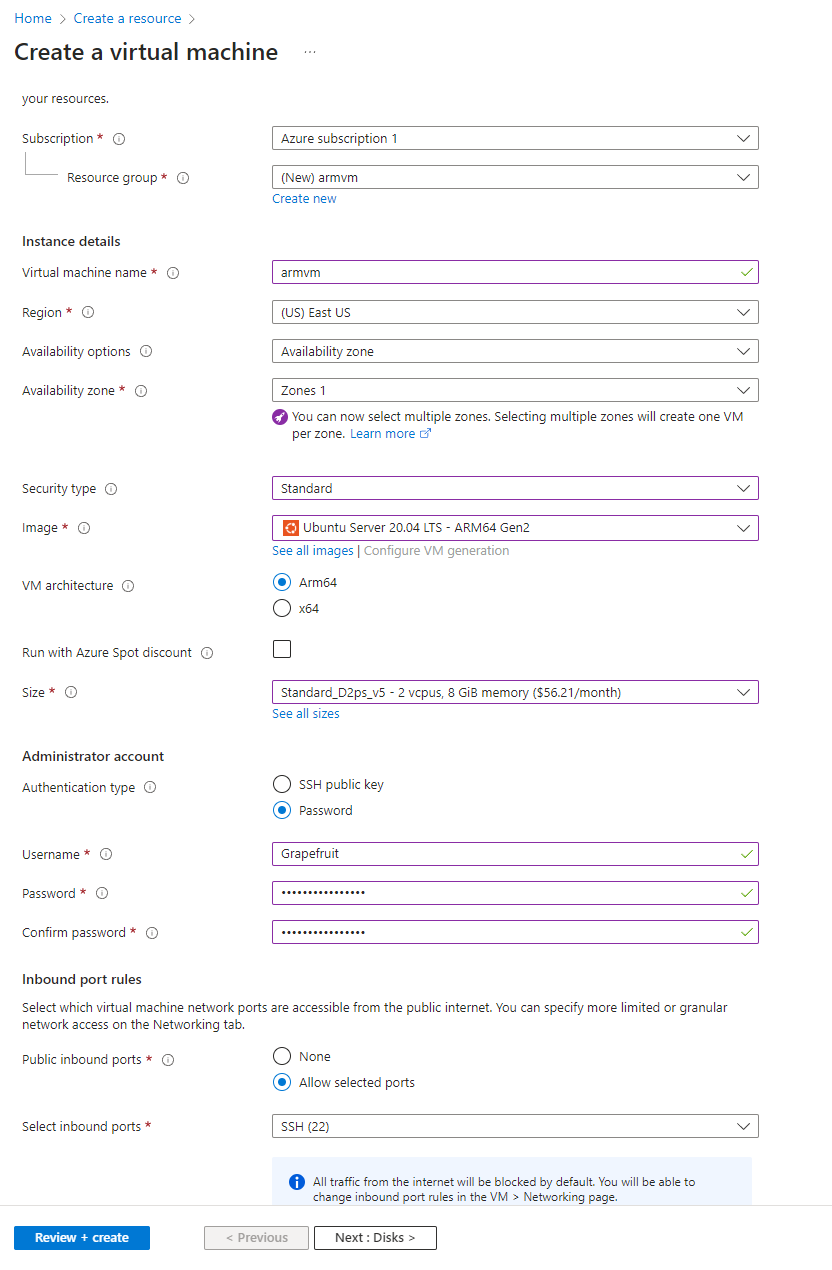 Home > Create a resource >
Create a virtual machine ...
your resources.
Subscription * Azure subscription 1
Resource group * (New) armvm
Create new
Instance details
Virtual machine name * armvm
Region * (US) East US
Availability options Availability zone
Availability zone * Zones 1
You can now select multiple zones. Selecting multiple zones will create one VM
per zone. Learn more
Security type Standard
Image * Ubuntu Server 20.04 LTS - ARM64 Gen2
See all images | Configure VM generation
VM architecture Arm64
x64
Run with Azure Spot discount
Size * Standard_D2ps_v5 - 2 vcpus, 8 GiB memory ($56.21/month)
See all sizes
Administrator account
Authentication type SSH public key
Password
Username * Grapefruit
Password * ••••••••••••••••
Confirm password * ••••••••••••••••
Inbound port rules
Select which virtual machine network ports are accessible from the public internet. You can specify more limited or granular
network access on the Networking tab.
Public inbound ports * None
Allow selected ports
Select inbound ports * SSH (22)
All traffic from the internet will be blocked by default. You will be able to
change inbound port rules in the VM > Networking page.
Review + create < Previous Next : Disks >